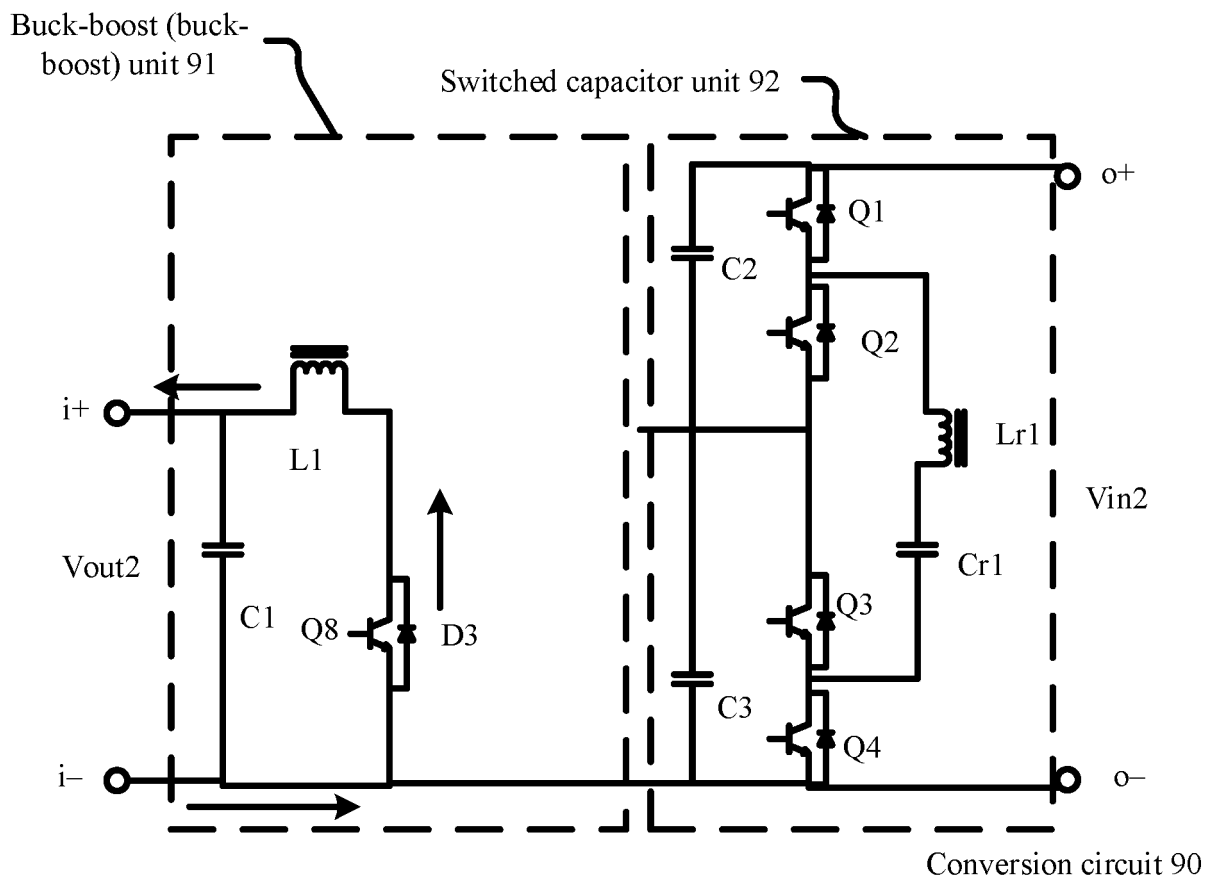 Buck-boost (buck-
boost) unit 91
Switched capacitor unit 92
o+
Q1
C2
Q2
i+
L1
Lr1
Vin2
Vout2
Cr1
C1
Q8
D3
Q3
C3
Q4
i–
o–
Conversion circuit 90